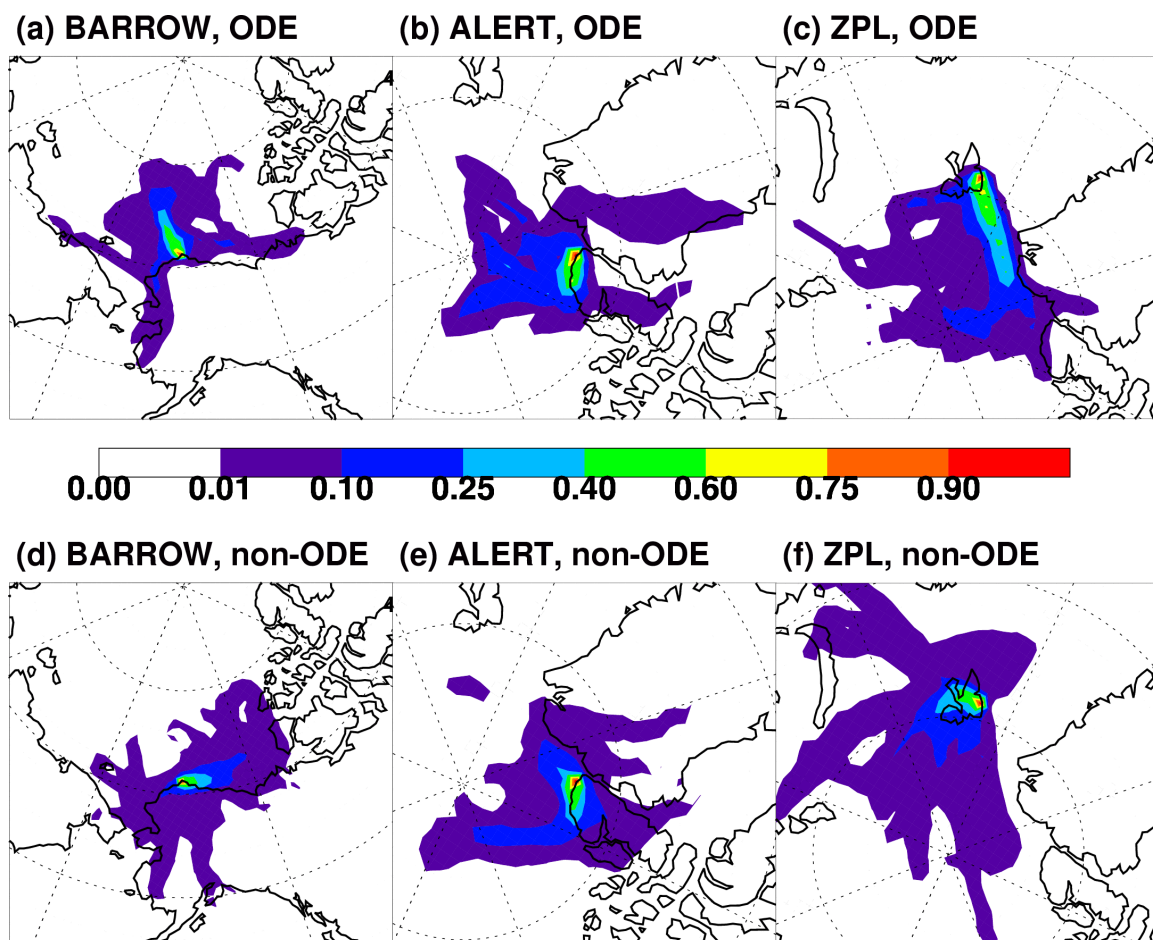 (a) BARROW, ODE
(b) ALERT, ODE
(c) ZPL, ODE
0.00 0.01 0.10 0.25 0.40 0.60 0.75 0.90
(d) BARROW, non-ODE
(e) ALERT, non-ODE
(f) ZPL, non-ODE